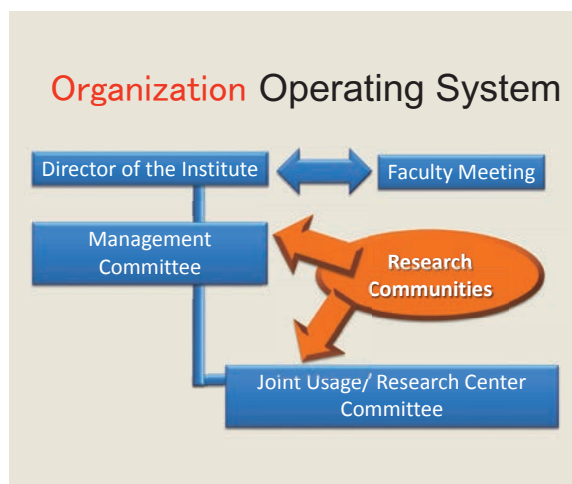 Organization Operating System
Director of the Institute
Faculty Meeting
Management
Committee
Research
Communities
Joint Usage/ Research Center
Committee